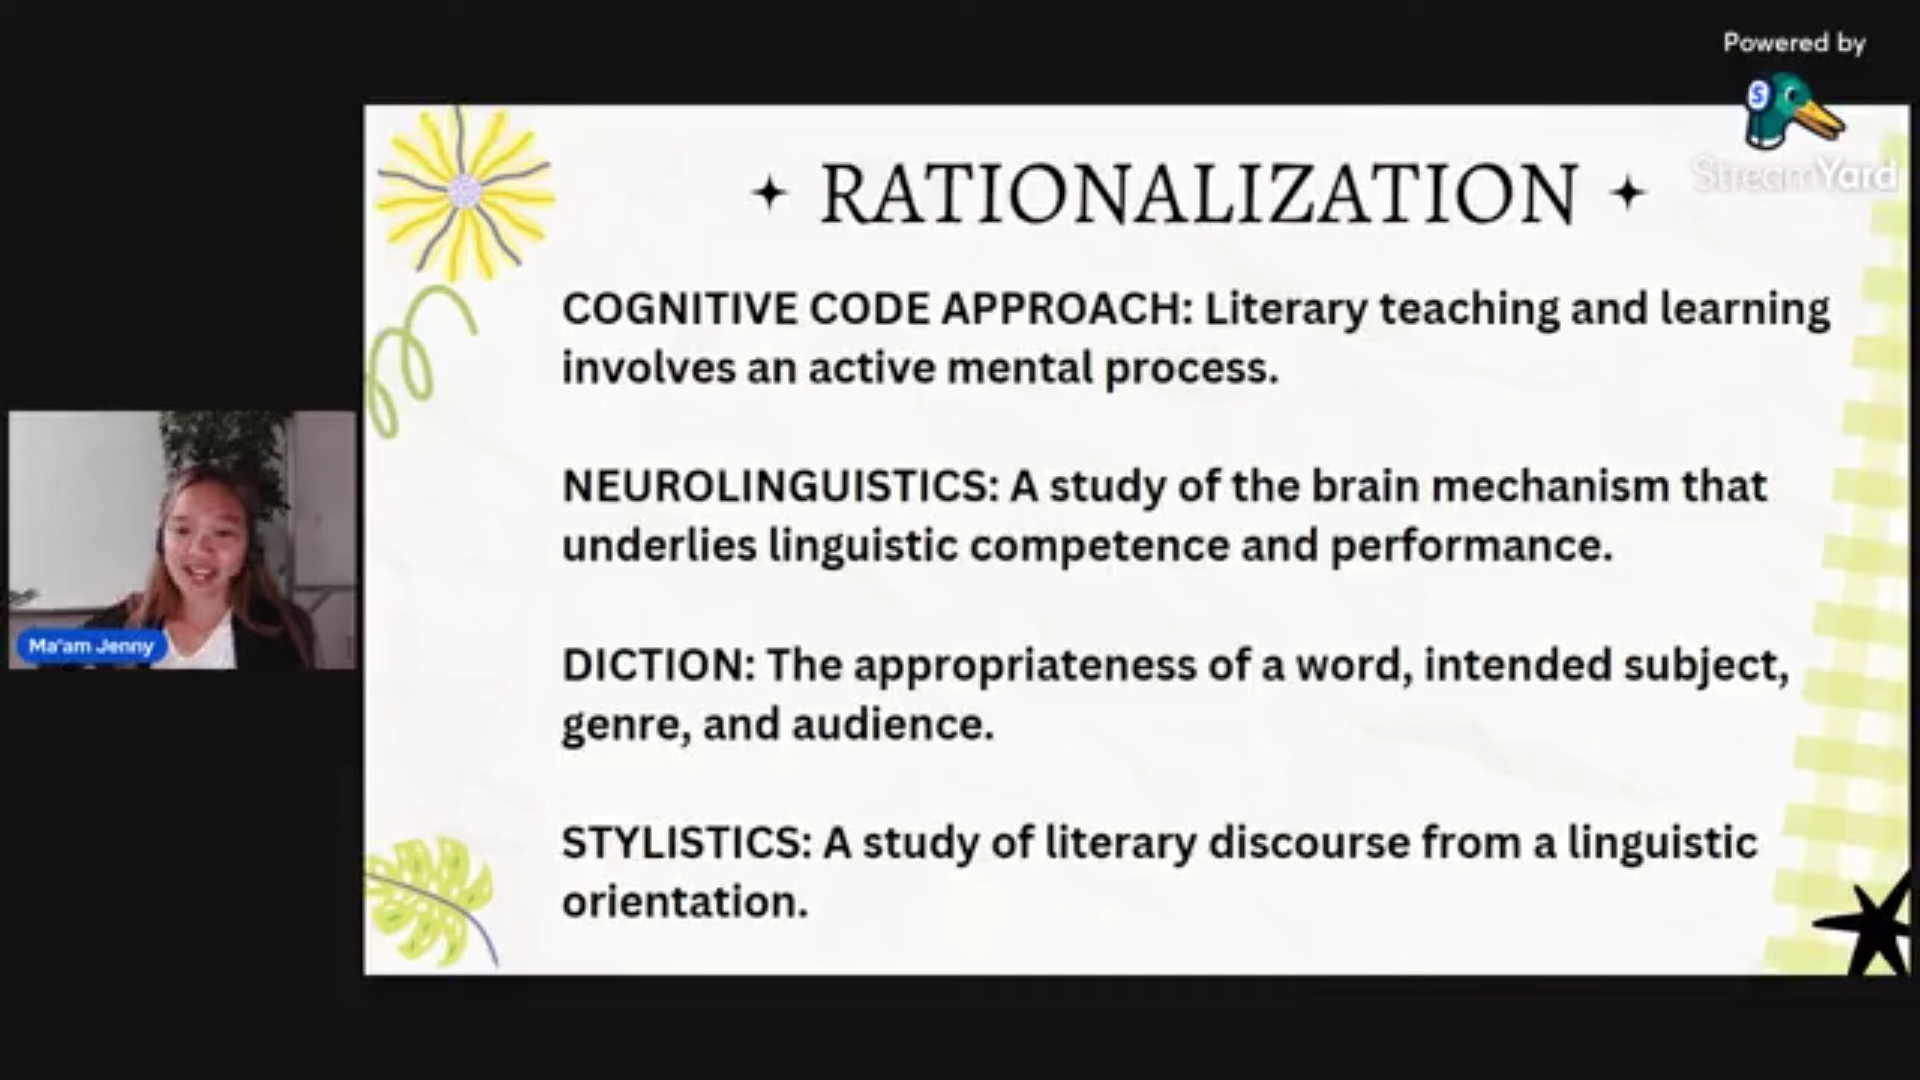 Powered by
StreamYard
RATIONALIZATION
COGNITIVE CODE APPROACH: Literary teaching and learning
involves an active mental process.
NEUROLINGUISTICS: A study of the brain mechanism that
underlies linguistic competence and performance.
DICTION: The appropriateness of a word, intended subject,
genre, and audience.
STYLISTICS: A study of literary discourse from a linguistic
orientation.
Ma'am Jenny